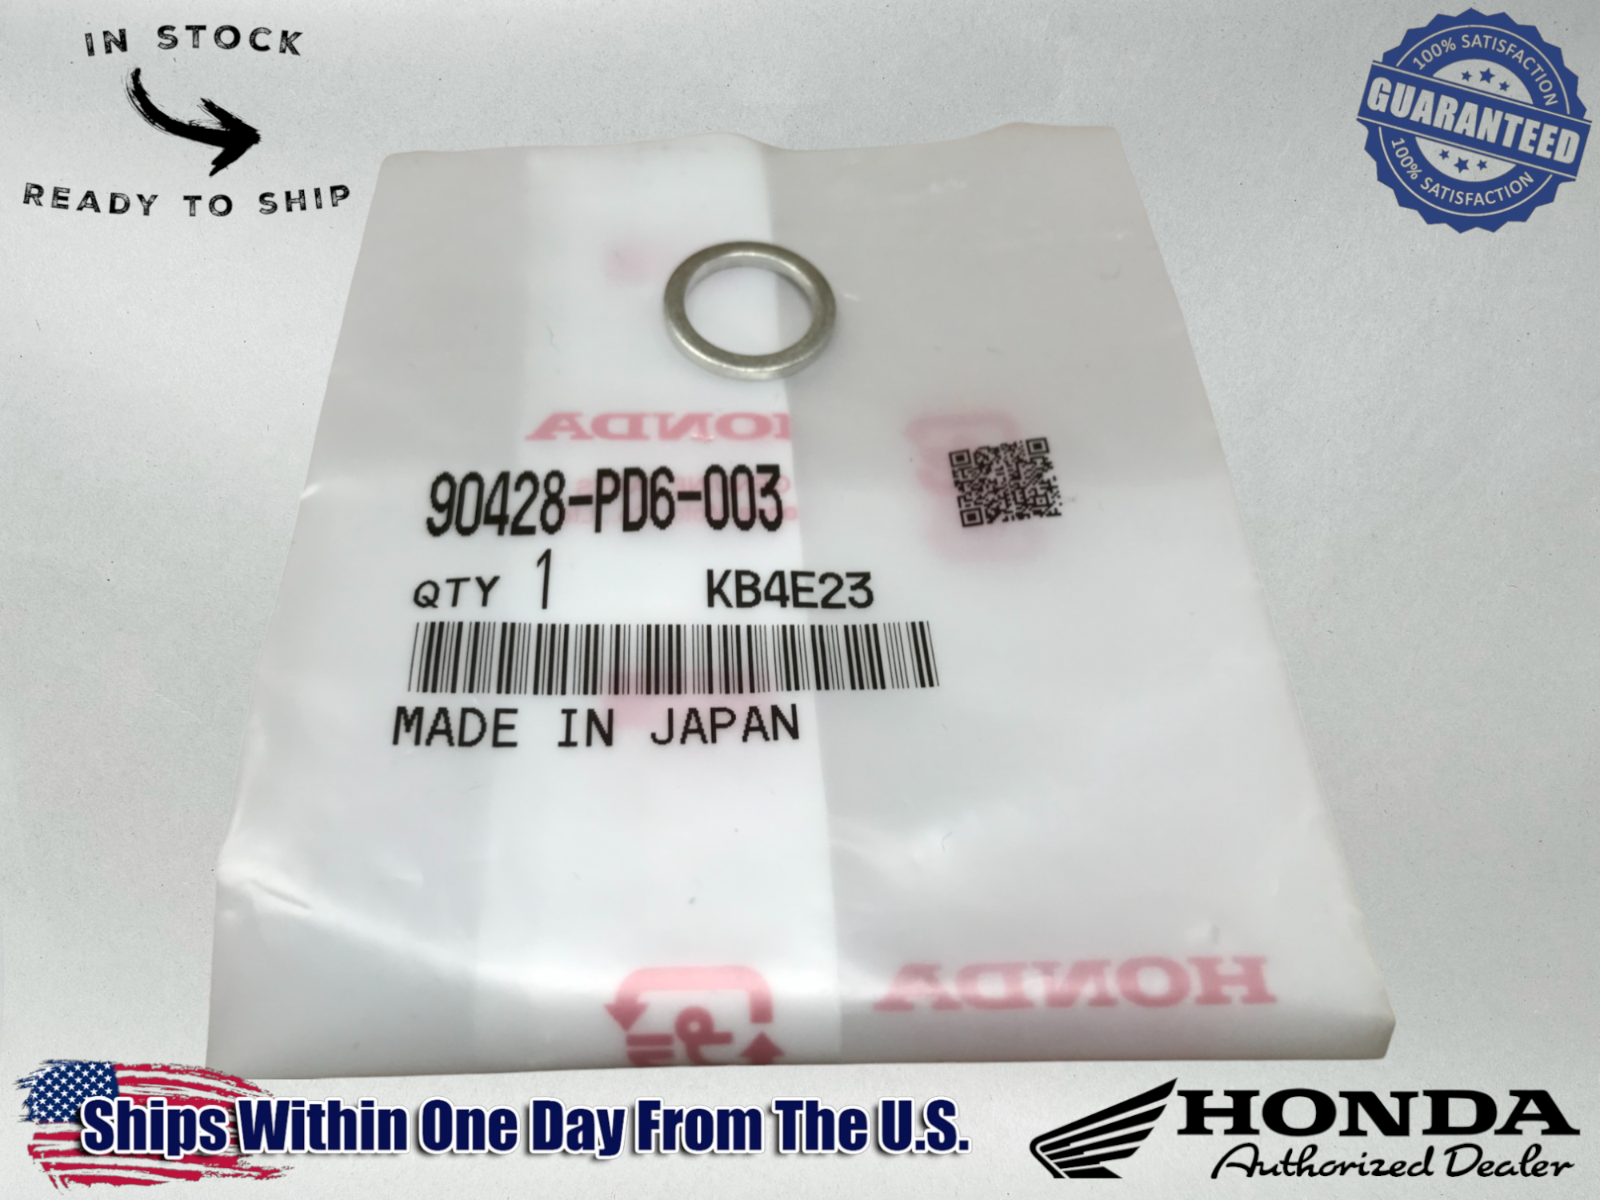 IN STOCK
READY TO SHIP
100% SATISFACTION
GUARANTEED
100% SATISFACTION
HONDA
90428-PD6-003
QTY 1 KB4E23
MADE IN JAPAN
HONDA
Ships Within One Day From The U.S.
HONDA
Authorized Dealer